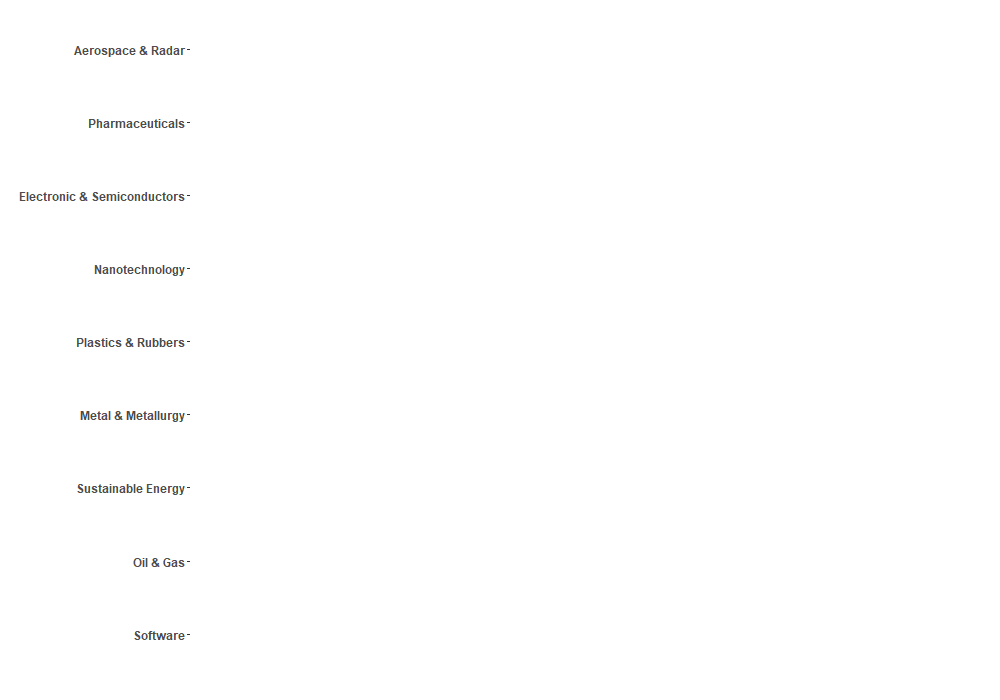 Aerospace & Radar
Pharmaceuticals
Electronic & Semiconductors
Nanotechnology
Plastics & Rubbers
Metal & Metallurgy
Sustainable Energy
Oil & Gas
Software